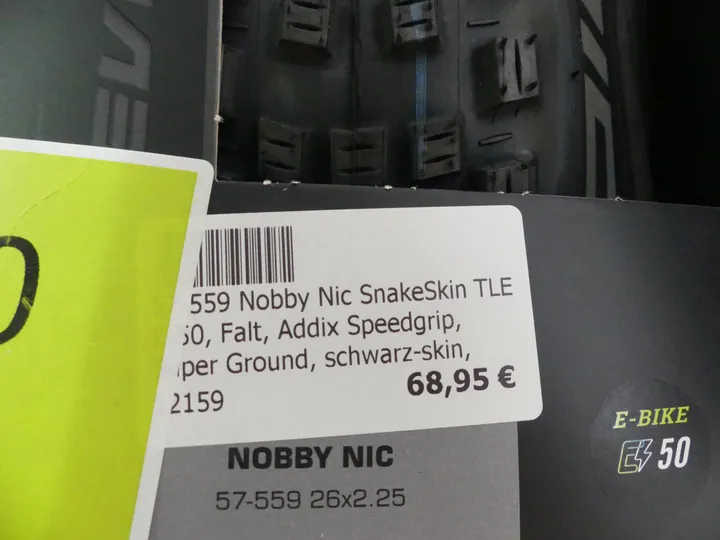 559 Nobby Nic SnakeSkin TLE
50, Falt, Addix Speedgrip,
Ground, schwarz-skin,
68,95 €
2159
E-BIKE
50
NOBBY NIC
57-559 26x2.25